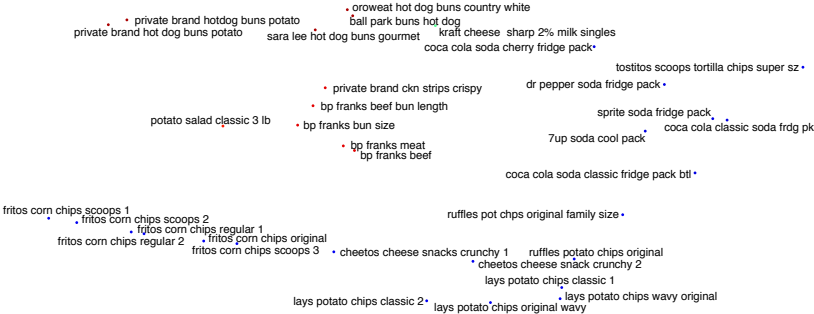 oroweat hot dog buns country white
private brand hotdog buns potato
ball park buns hot dog
private brand hot dog buns potato
sara lee hot dog buns gourmet
kraft cheese sharp 2% milk singles
coca cola soda cherry fridge pack
tostitos scoops tortilla chips super sz
dr pepper soda fridge pack
private brand ckn strips crispy
bp franks beef bun length
sprite soda fridge pack
potato salad classic 3 lb
bp franks bun size
coca cola classic soda frdg pk
7up soda cool pack
bp franks meat
bp franks beef
coca cola soda classic fridge pack btl
fritos corn chips scoops 1
ruffles pot chps original family size
fritos corn chips scoops 2
fritos corn chips regular 1
fritos corn chips regular 2
fritos corn chips original
fritos corn chips scoops 3
cheetos cheese snacks crunchy 1
ruffles potato chips original
cheetos cheese snack crunchy 2
lays potato chips classic 1
lays potato chips wavy original
lays potato chips classic 2
lays potato chips original wavy